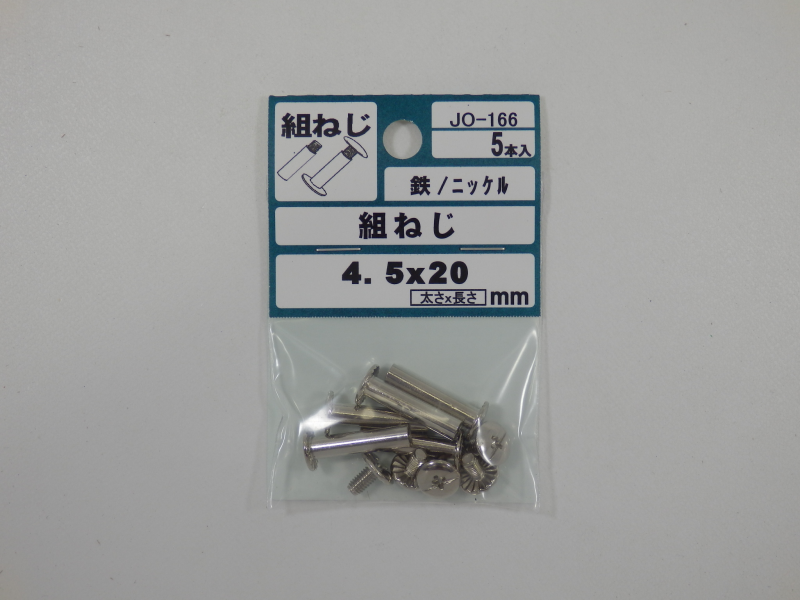 組ねじ
JO-166
5本入
鉄/ニッケル
組ねじ
4.5x20
太さx長さ mm